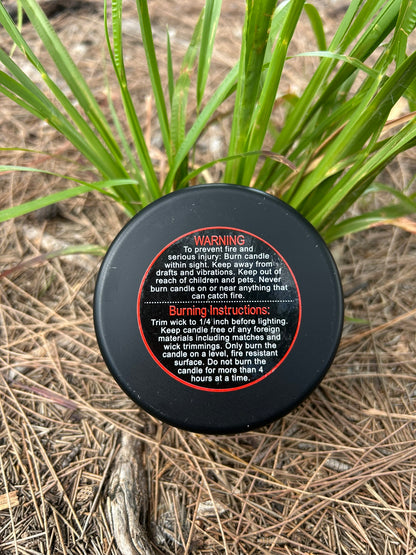 WARNING
To prevent fire and
serious injury: Burn candle
within sight. Keep away from
drafts and vibrations. Keep out of
reach of children and pets. Never
burn candle on or near anything that
can catch fire.
Burning Instructions:
Trim wick to 1/4 inch before lighting.
Keep candle free of any foreign
materials including matches and
wick trimmings. Only burn the
candle on a level, fire resistant
surface. Do not burn the
candle for more than 4
hours at a time.